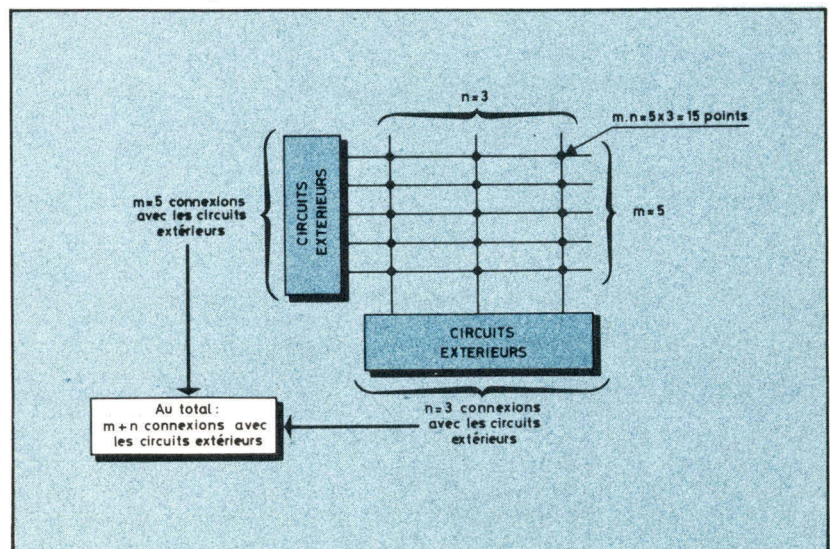 n=3
m.n=5x3=15 points
m=5 connexions
avec les circuits
extérieurs
CIRCUITS
EXTERIEURS
m=5
CIRCUITS
EXTERIEURS
n=3 connexions
avec les circuits
extérieurs
Au total:
m+n connexions avec
les circuits extérieurs